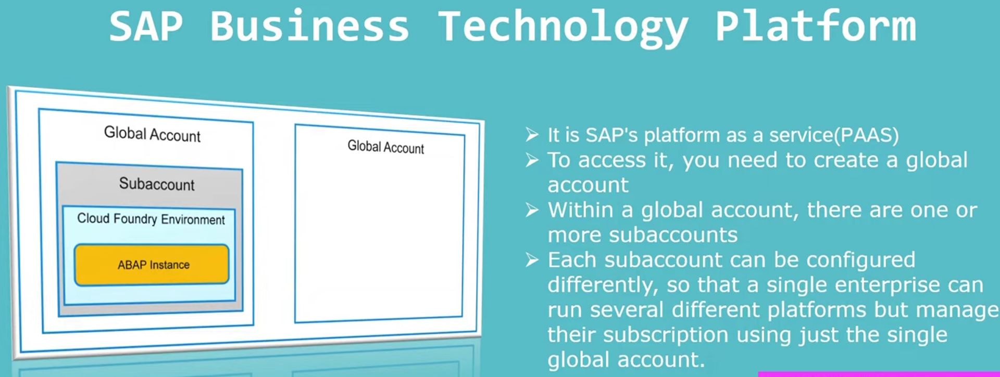 SAP Business Technology Platform
Global Account
Subaccount
Cloud Foundry Environment
ABAP Instance
Global Account
➢ It is SAP's platform as a service(PAAS)
➢ To access it, you need to create a global
account
➢ Within a global account, there are one or
more subaccounts
➢ Each subaccount can be configured
differently, so that a single enterprise can
run several different platforms but manage
their subscription using just the single
global account.